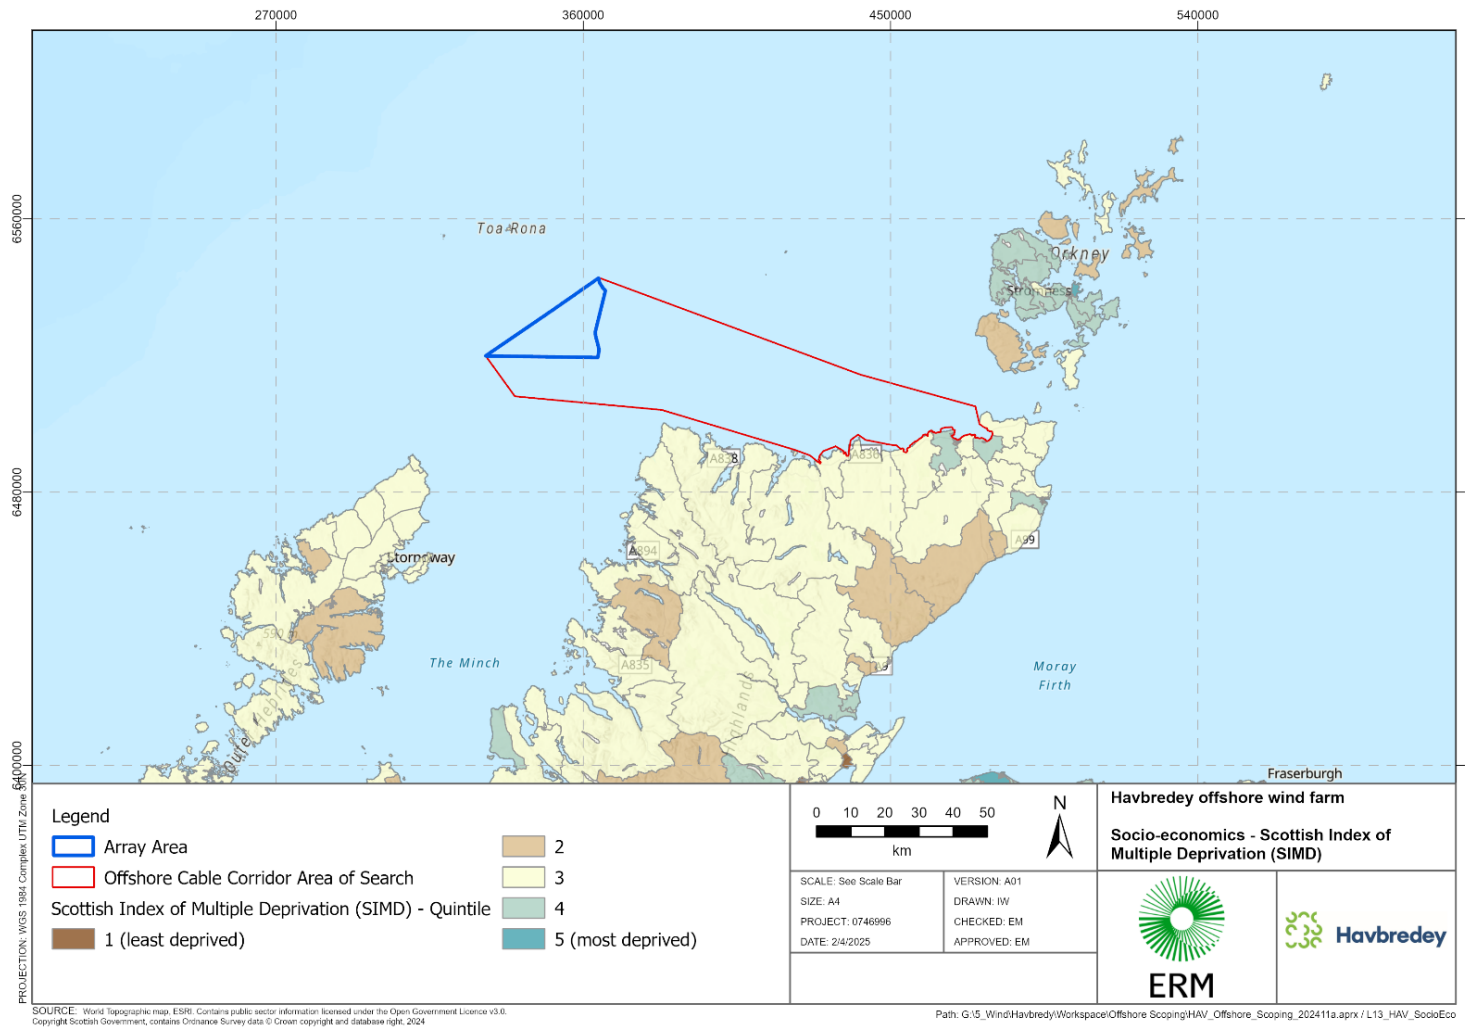 270000
360000
450000
540000
6560000
6480000
6400000
Toa Rona
Orkney
Stromness
A838
A836
A99
Stornoway
A894
A835
A9
The Minch
Moray
Firth
Highlands
Fraserburgh
Legend
Array Area
Offshore Cable Corridor Area of Search
Scottish Index of Multiple Deprivation (SIMD) - Quintile
1 (least deprived)
2
3
4
5 (most deprived)
0 10 20 30 40 50
km
N
SCALE: See Scale Bar
SIZE: A4
PROJECT: 0746996
DATE: 2/4/2025
VERSION: A01
DRAWN: IW
CHECKED: EM
APPROVED: EM
Havbredey offshore wind farm
Socio-economics - Scottish Index of
Multiple Deprivation (SIMD)
ERM
Havbredey
PROJECTION: WGS 1984 Complex UTM Zone 30N
SOURCE: World Topographic map, ESRI. Contains public sector information licensed under the Open Government Licence v3.0.
Copyright Scottish Government, contains Ordnance Survey data © Crown copyright and database right, 2024
Path: G:\5_Wind\Havbredy\Workspace\Offshore Scoping\HAV_Offshore_Scoping_202411a.aprx / L13_HAV_SocioEco